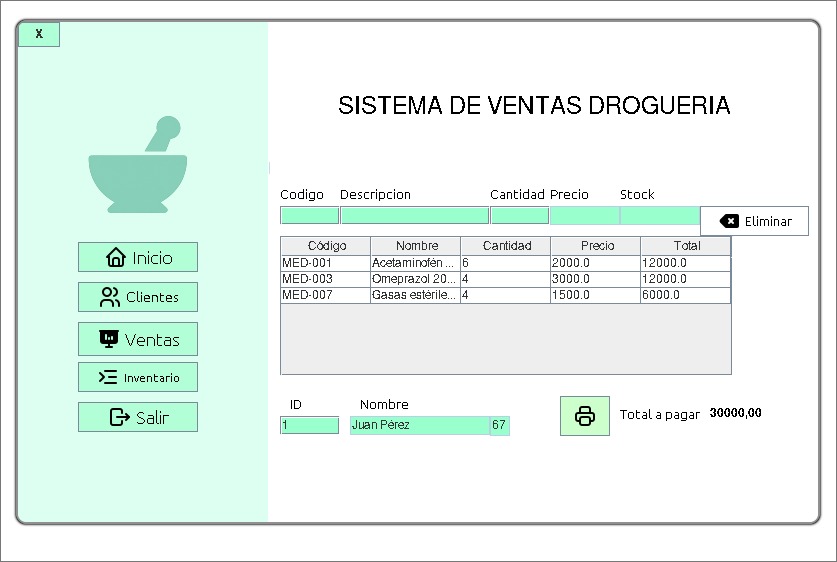 X
SISTEMA DE VENTAS DROGUERIA
Codigo Descripcion Cantidad Precio Stock
Eliminar
Código Nombre Cantidad Precio Total
MED-001 Acetaminofén ... 6 2000.0 12000.0
MED-003 Omeprazol 20... 4 3000.0 12000.0
MED-007 Gasas estérile... 4 1500.0 6000.0
Inicio
Clientes
Ventas
Inventario
Salir
ID Nombre
1 Juan Pérez 67
Total a pagar 30000,00